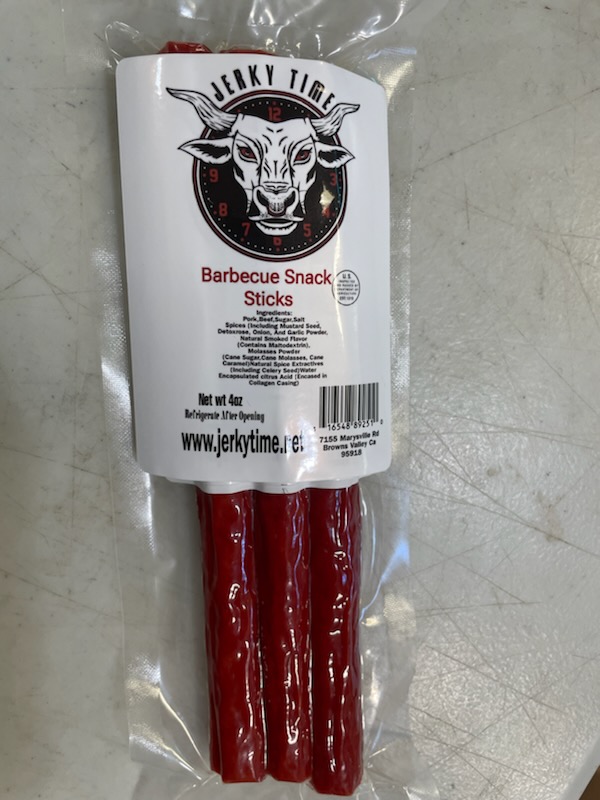 JERKY TIME
12
9 3
8 4
7 5
6
Barbecue Snack
Sticks
U.S.
Ingredients:
Pork,Beef,Sugar,Salt
Spices (Including Mustard Seed,
Detoxrose, Onion, And Garlic Powder,
Natural Smoked Flavor
(Contains Maltodextrin),
Molasses Powder
(Cane Sugar,Cane Molasses, Cane
Caramel)Natural Spice Extractives
(Including Celery Seed)Water
Encapsulated citrus Acid (Encased in
Collagen Casing)
Net wt 4oz
Refrigerate After Opening
www.jerkytime.net
16548 89251
7155 Marysville Rd
Browns Valley Ca
95918